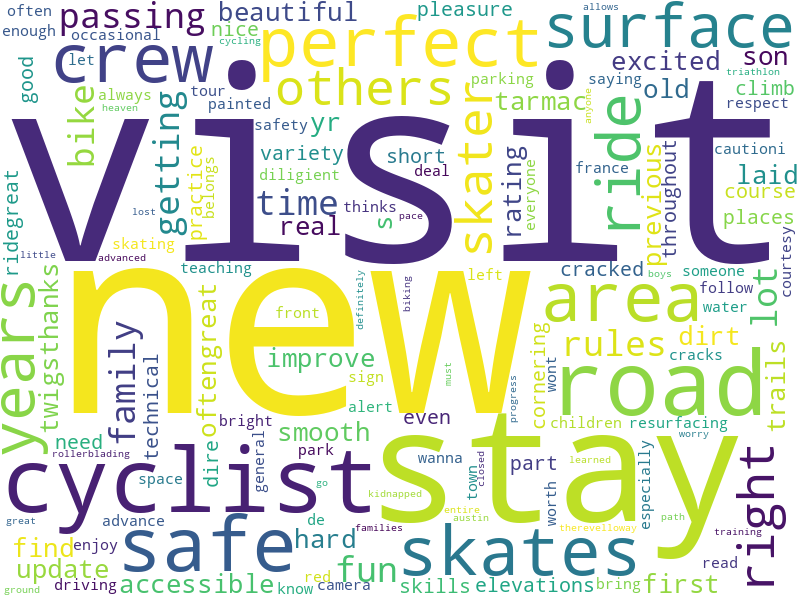 often
passing
beautiful
pleasure
surface
allows
enough
occasional
nice
cycling
perfect
crew
let
others
excited
son
good
bike
always
tour
parking
saying
triathlon
heaven
painted
skater
tarmac
old
climb
anyone
respect
visit
getting
safety
yr
variety
short
rating
ride
cautioni
practice
belongs
diligient
deal
everyone
france
previous
throughout
laid
course
time
thinks
real
s
pace
places
lost
courtesy
ridegreat
skating
little
advanced
teaching
left
cracked
someone
boys
follow
new
years
twigsthanks
family
technical
oftengreat
front
definitely
biking
area
water
trails
lot
road
rules
dirt
cracks
improve
sign
cornering
wont
progress
must
alert
bright
smooth
even
children
resurfacing
need
rollerblading
general
park
wanna
worry
stay
cyclist
dire
space
go
families
closed
town
learned
part
worth
especially
right
kidnapped
great
advance
de
entire
austin
therevelloway
path
training
safe
hard
skates
find
enjoy
fun
read
update
red
driving
accessible
know
camera
skills
elevations
bring
first
ground